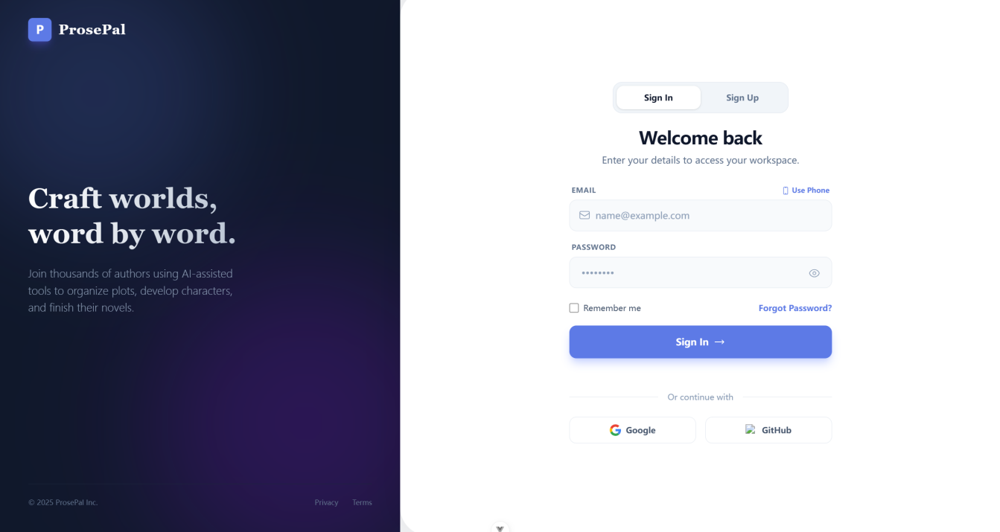 P ProsePal
Craft worlds,
word by word.
Join thousands of authors using AI-assisted
tools to organize plots, develop characters,
and finish their novels.
© 2025 ProsePal Inc.
Privacy
Terms
Sign In
Sign Up
Welcome back
Enter your details to access your workspace.
EMAIL
Use Phone
name@example.com
PASSWORD
••••••••
Remember me
Forgot Password?
Sign In →
Or continue with
Google
GitHub